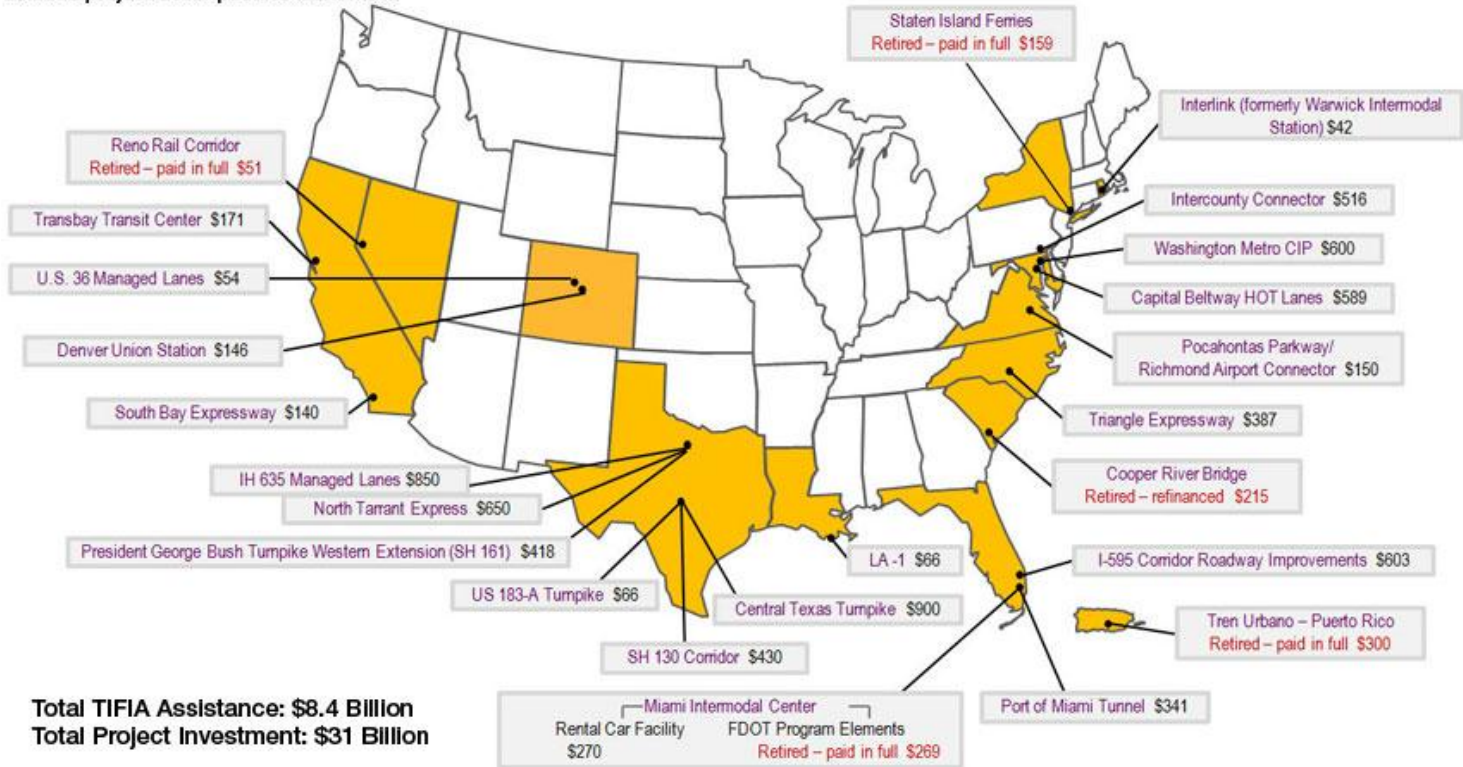 Staten Island Ferries
Retired – paid in full $159
Interlink (formerly Warwick Intermodal
Station) $42
Reno Rail Corridor
Retired – paid in full $51
Intercounty Connector $516
Transbay Transit Center $171
Washington Metro CIP $600
U.S. 36 Managed Lanes $54
Capital Beltway HOT Lanes $589
Denver Union Station $146
Pocahontas Parkway/
Richmond Airport Connector $150
South Bay Expressway $140
Triangle Expressway $387
IH 635 Managed Lanes $850
Cooper River Bridge
Retired – refinanced $215
North Tarrant Express $650
President George Bush Turnpike Western Extension (SH 161) $418
LA -1 $66
I-595 Corridor Roadway Improvements $603
US 183-A Turnpike $66
Central Texas Turnpike $900
Tren Urbano – Puerto Rico
Retired – paid in full $300
SH 130 Corridor $430
Miami Intermodal Center
Rental Car Facility
$270
FDOT Program Elements
Retired – paid in full $269
Port of Miami Tunnel $341
Total TIFIA Assistance: $8.4 Billion
Total Project Investment: $31 Billion